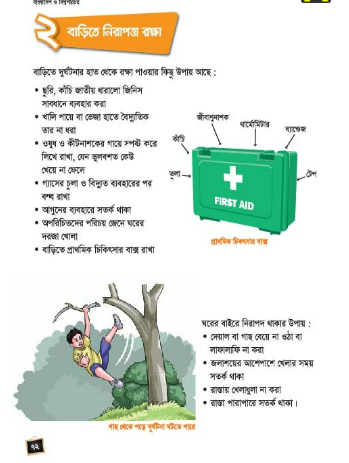 বাংলাদেশ ও বিশ্বপরিচয়
২
বাড়িতে নিরাপত্তা রক্ষা
বাড়িতে দুর্ঘটনার হাত থেকে রক্ষা পাওয়ার কিছু উপায় আছে :
• ছুরি, কাঁচি জাতীয় ধারালো জিনিস
সাবধানে ব্যবহার করা
• খালি পায়ে বা ভেজা হাতে বৈদ্যুতিক
তার না ধরা
• ওষুধ ও কীটনাশকের গায়ে স্পষ্ট করে
লিখে রাখা, যেন ভুলবশত কেউ
খেয়ে না ফেলে
• গ্যাসের চুলা ও বিদ্যুত ব্যবহারের পর
বন্ধ রাখা
• আগুনের ব্যবহারে সতর্ক থাকা
• অপরিচিতদের পরিচয় জেনে ঘরের
দরজা খোলা
• বাড়িতে প্রাথমিক চিকিৎসার বাক্স রাখা
কাঁচি
জীবাণুনাশক
থার্মোমিটার
ব্যান্ডেজ
তুলা
টেপ
FIRST AID
প্রাথমিক চিকিৎসার বাক্স
ঘরের বাইরে নিরাপদ থাকার উপায় :
• দেয়াল বা গাছ বেয়ে না ওঠা বা
লাফালাফি না করা
• জলাশয়ের আশেপাশে খেলার সময়
সতর্ক থাকা
• রাস্তায় খেলাধুলা না করা
• রাস্তা পারাপারে সতর্ক থাকা।
গাছ থেকে পড়ে দুর্ঘটনা ঘটতে পারে
৭২